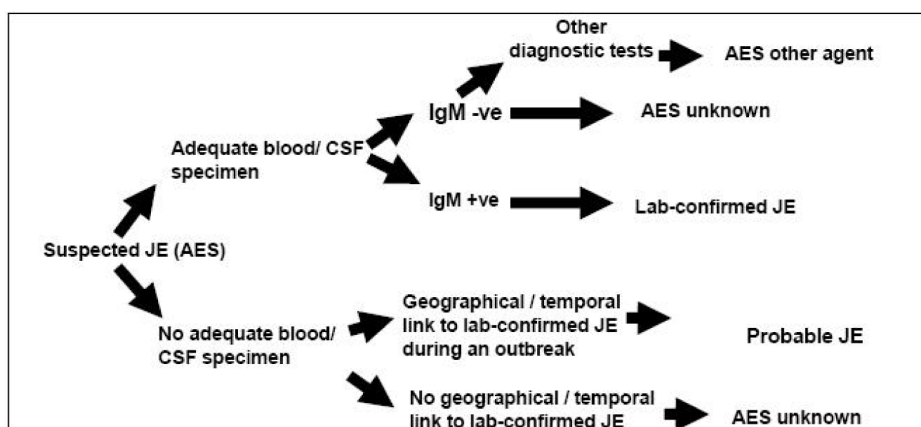 Other
diagnostic tests
AES other agent
IgM -ve
AES unknown
Adequate blood/ CSF
specimen
IgM +ve
Lab-confirmed JE
Suspected JE (AES)
No adequate blood/
CSF specimen
Geographical / temporal
link to lab-confirmed JE
during an outbreak
Probable JE
No geographical / temporal
link to lab-confirmed JE
AES unknown